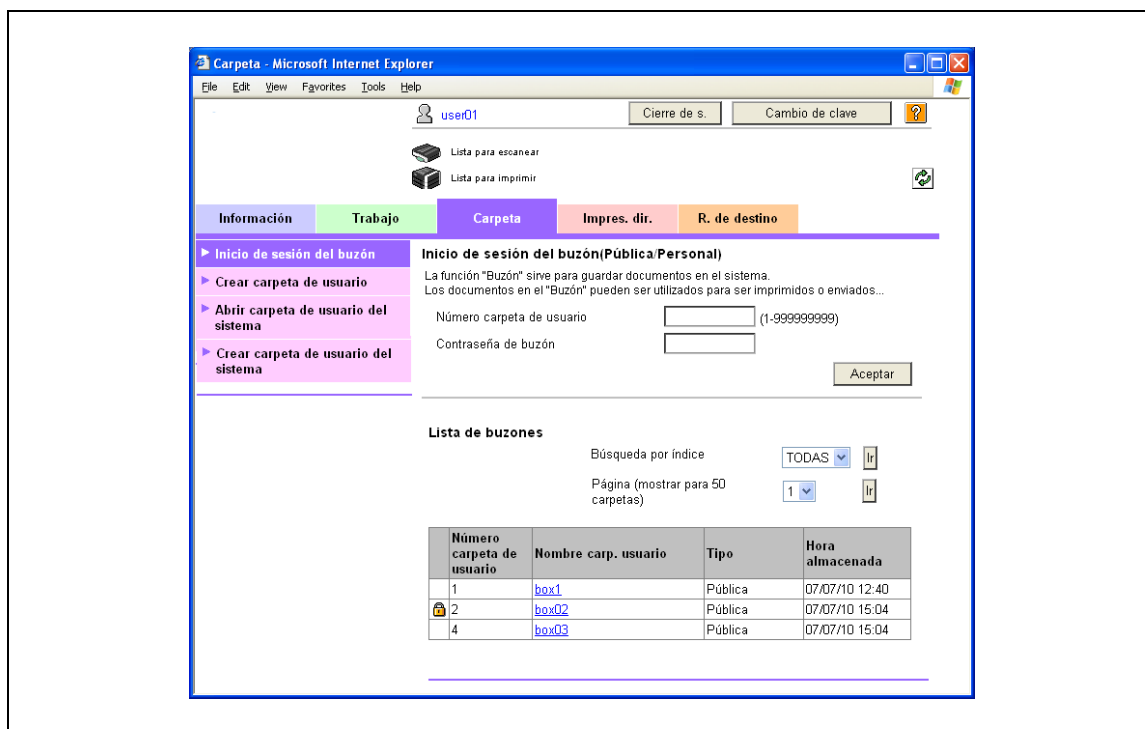 Carpeta - Microsoft Internet Explorer
File Edit View Favorites Tools Help
user01 Cierre de s. Cambio de clave ?
Lista para escanear
Lista para imprimir
Información Trabajo Carpeta Impres. dir. R. de destino
Inicio de sesión del buzón
Crear carpeta de usuario
Abrir carpeta de usuario del
sistema
Crear carpeta de usuario del
sistema
Inicio de sesión del buzón(Pública/Personal)
La función "Buzón" sirve para guardar documentos en el sistema.
Los documentos en el "Buzón" pueden ser utilizados para ser imprimidos o enviados...
Número carpeta de usuario (1-999999999)
Contraseña de buzón
Aceptar
Lista de buzones
Búsqueda por índice TODAS Ir
Página (mostrar para 50
carpetas) 1 Ir
Número
carpeta de
usuario
Nombre carp. usuario
Tipo
Hora
almacenada
1 box1 Pública 07/07/10 12:40
2 box02 Pública 07/07/10 15:04
4 box03 Pública 07/07/10 15:04